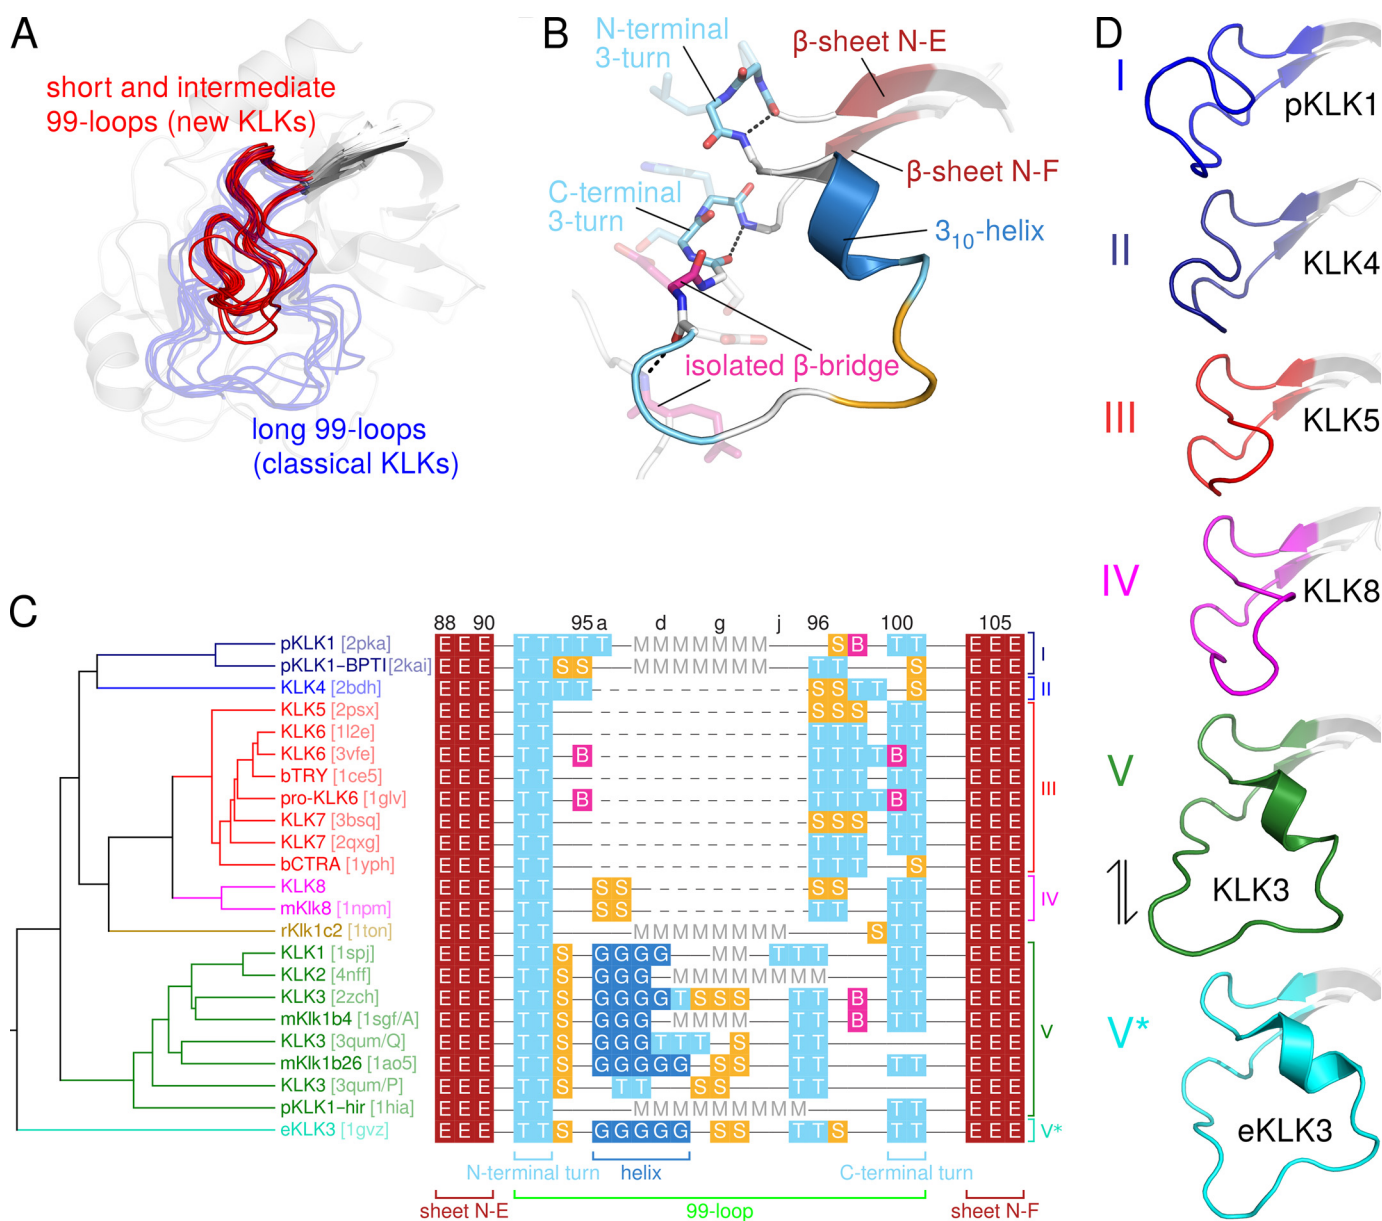 A
short and intermediate
99-loops (new KLKs)
long 99-loops
(classical KLKs)
B
N-terminal
3-turn
β-sheet N-E
β-sheet N-F
C-terminal
3-turn
3₁₀-helix
isolated β-bridge
D
I
pKLK1
II
KLK4
III
KLK5
IV
KLK8
V
KLK3
V*
eKLK3
C
88 90 95 a d g j 96 100 105
pKLK1 [2pka] E E E T T T T T M M M M M M M S B E E E
pKLK1–BPTI [2kai] E E E T T S S M M M M M M M T T S E E E
KLK4 [2bdh] E E E T T T T - - - - - - - - - - - S S T T S E E E
KLK5 [2psx] E E E T T - - - - - - - - - - - S S S T T E E E
KLK6 [1l2e] E E E T T - - - - - - - - - - - T T T T T E E E
KLK6 [3vfe] E E E T T B - - - - - - - - - - - T T T T B T E E E
bTRY [1ce5] E E E T T - - - - - - - - - - - T T T T T E E E
pro-KLK6 [1glv] E E E T T B - - - - - - - - - - - T T T T B T E E E
KLK7 [3bsq] E E E T T - - - - - - - - - - - S S S T T E E E
KLK7 [2qxg] E E E T T - - - - - - - - - - - T T T T T E E E
bCTRA [1yph] E E E T T - - - - - - - - - - - T T T S E E E
KLK8 E E E T T S S - - - - - - - - - S S T T E E E
mKlk8 [1npm] E E E T T S S - - - - - - - - - T T T T E E E
rKlk1c2 [1ton] E E E T T M M M M M M M M S T T E E E
KLK1 [1spj] E E E T T S G G G G M M T T T T T E E E
KLK2 [4nff] E E E T T S G G G M M M M M M M M T T E E E
KLK3 [2zch] E E E T T S G G G G T S S S T T B T T E E E
mKlk1b4 [1sgf/A] E E E T T S G G G M M M M T T B T T E E E
KLK3 [3qum/Q] E E E T T S G G G T T T S T T E E E
mKlk1b26 [1ao5] E E E T T S G G G G G S S T T T T E E E
KLK3 [3qum/P] E E E T T S T T S S T T E E E
pKLK1–hir [1hia] E E E T T M M M M M M M M M T T E E E
eKLK3 [1gvz] E E E T T S G G G G G S S T T S T T E E E
I
II
III
IV
V
V*
N-terminal turn helix C-terminal turn
sheet N-E 99-loop sheet N-F